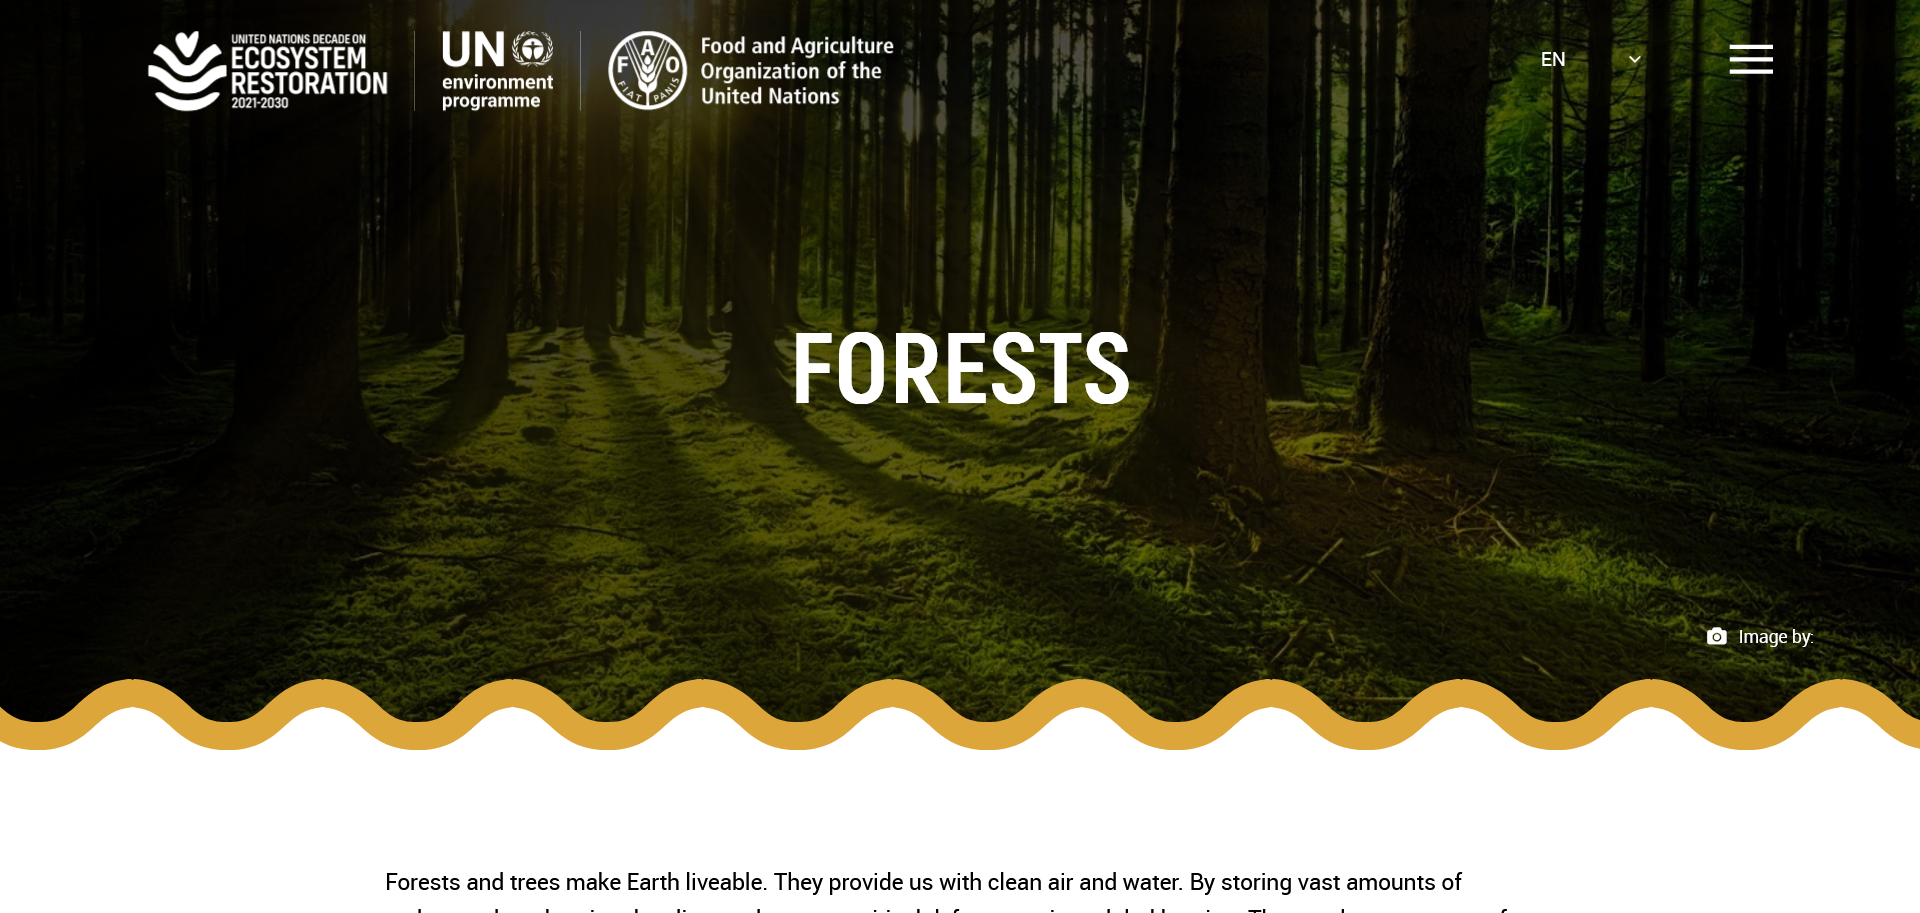 UNITED NATIONS DECADE ON
ECOSYSTEM
RESTORATION
2021-2030
UN
environment
programme
F A O
FIAT PANIS
Food and Agriculture
Organization of the
United Nations
EN
FORESTS
Image by:
Forests and trees make Earth liveable. They provide us with clean air and water. By storing vast amounts of